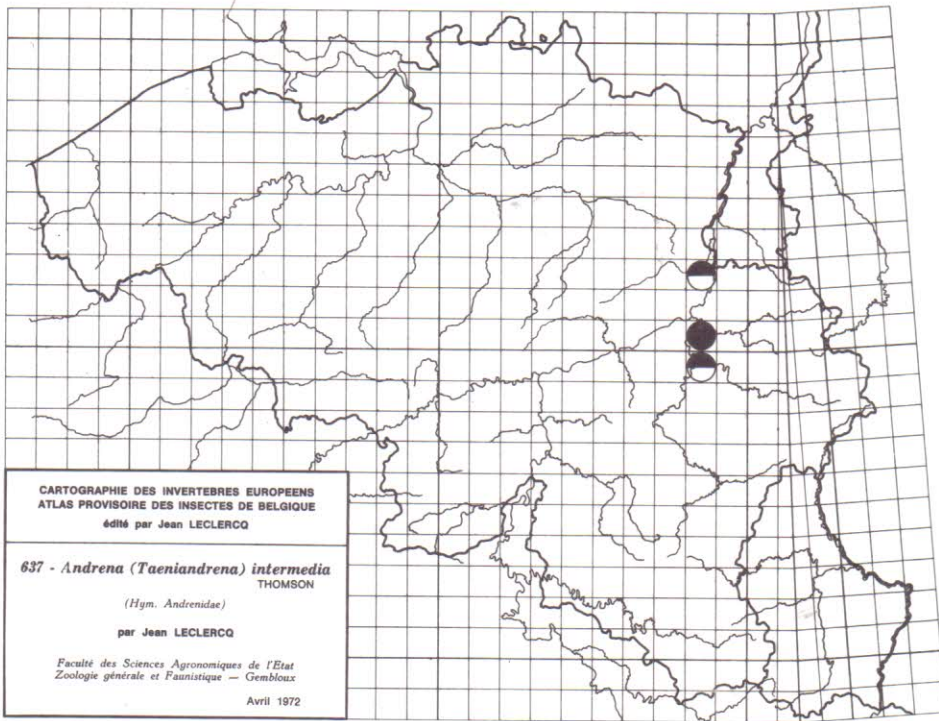 CARTOGRAPHIE DES INVERTEBRES EUROPEENS
ATLAS PROVISOIRE DES INSECTES DE BELGIQUE
édité par Jean LECLERCQ
637 - Andrena (Taeniandrena) intermedia
THOMSON
(Hym. Andrenidae)
par Jean LECLERCQ
Faculté des Sciences Agronomiques de l'Etat
Zoologie générale et Faunistique — Gembloux
Avril 1972